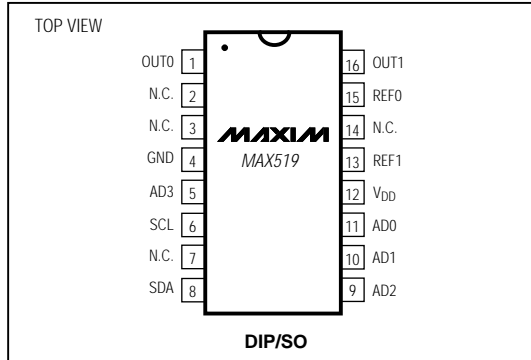 TOP VIEW
OUT0 1
N.C. 2
N.C. 3
GND 4
AD3 5
SCL 6
N.C. 7
SDA 8
MAXIM
MAX519
16 OUT1
15 REF0
14 N.C.
13 REF1
12 VDD
11 AD0
10 AD1
9 AD2
DIP/SO